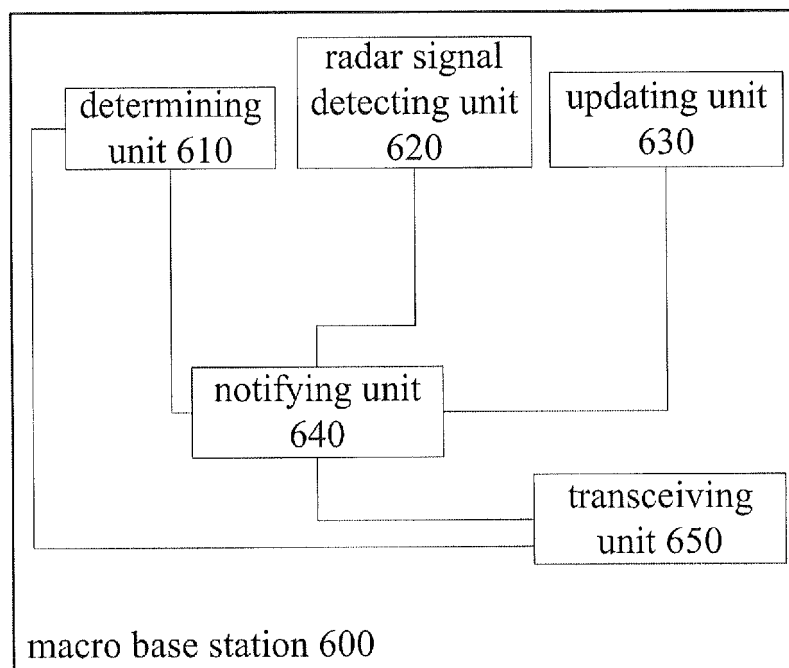 determining
unit 610
radar signal
detecting unit
620
updating unit
630
notifying unit
640
transceiving
unit 650
macro base station 600